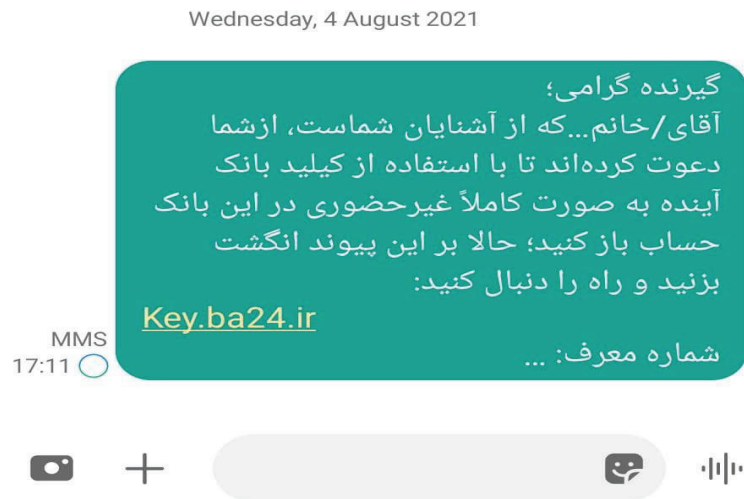 Wednesday, 4 August 2021
گیرنده گرامی؛
آقای/خانم...که از آشنایان شماست، ازشما
دعوت کرده‌اند تا با استفاده از کیلید بانک
آینده به صورت کاملاً غیرحضوری در این بانک
حساب باز کنید؛ حالا بر این پیوند انگشت
بزنید و راه را دنبال کنید:
Key.ba24.ir
شماره معرف: ...
MMS
17:11